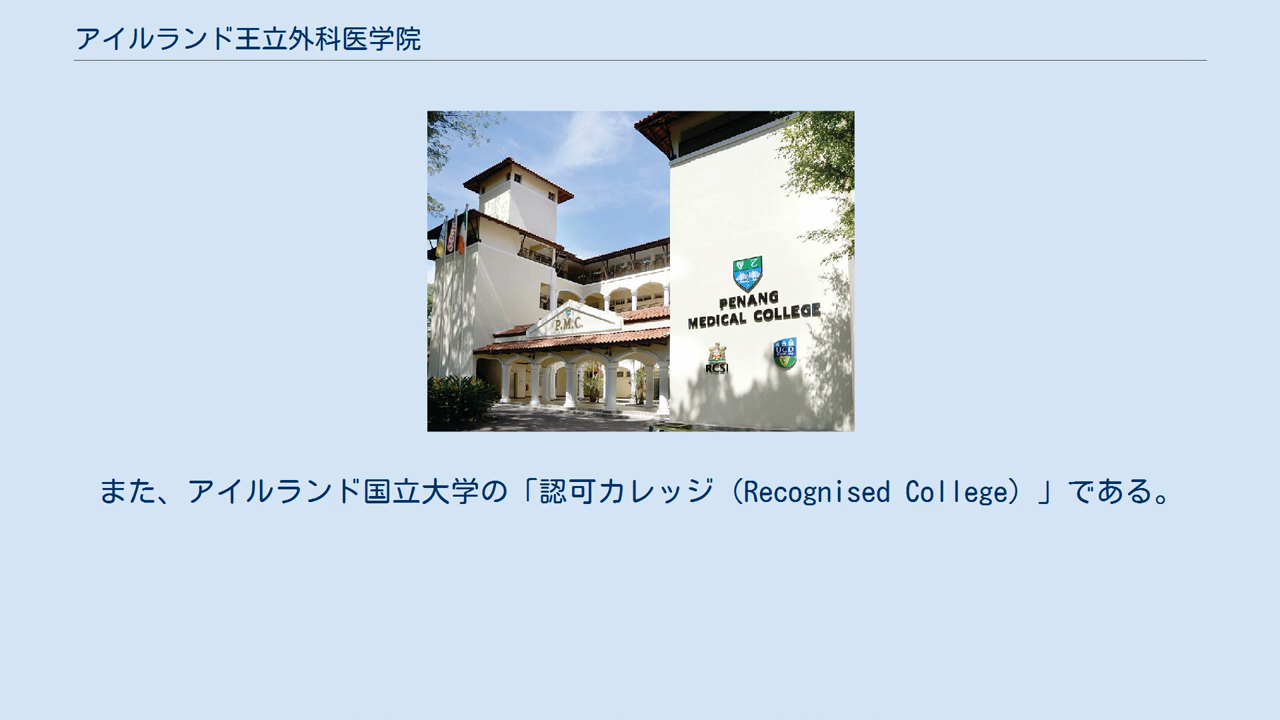 アイルランド王立外科医学院
P.M.C.
PENANG
MEDICAL COLLEGE
RCSI
UCD
また、アイルランド国立大学の「認可カレッジ（Recognised College）」である。